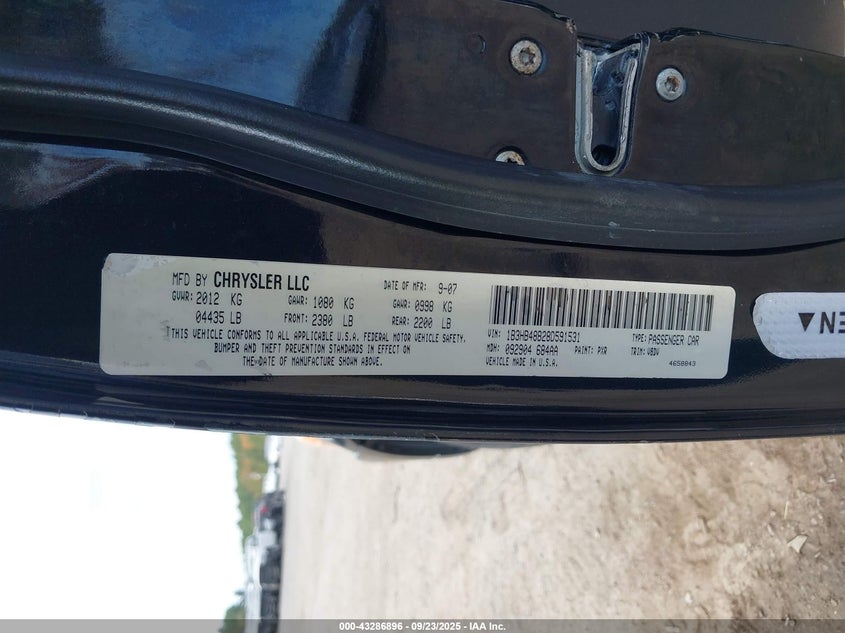 MFD BY CHRYSLER LLC
DATE OF MFR: 9-07
GVWR: 2012 KG
GAWR: 1080 KG
GAWR: 0998 KG
04435 LB
FRONT: 2380 LB
REAR: 2200 LB
THIS VEHICLE CONFORMS TO ALL APPLICABLE U.S.A. FEDERAL MOTOR VEHICLE SAFETY,
BUMPER AND THEFT PREVENTION STANDARDS IN EFFECT ON
THE DATE OF MANUFACTURE SHOWN ABOVE.
VIN: 1B3HB48B28D591531
TYPE: PASSENGER CAR
MDH: 092904 684AA
PAINT: PXR
TRIM: VBDV
VEHICLE MADE IN U.S.A.
4658843
EN
000-43286896 - 09/23/2025 - IAA Inc.